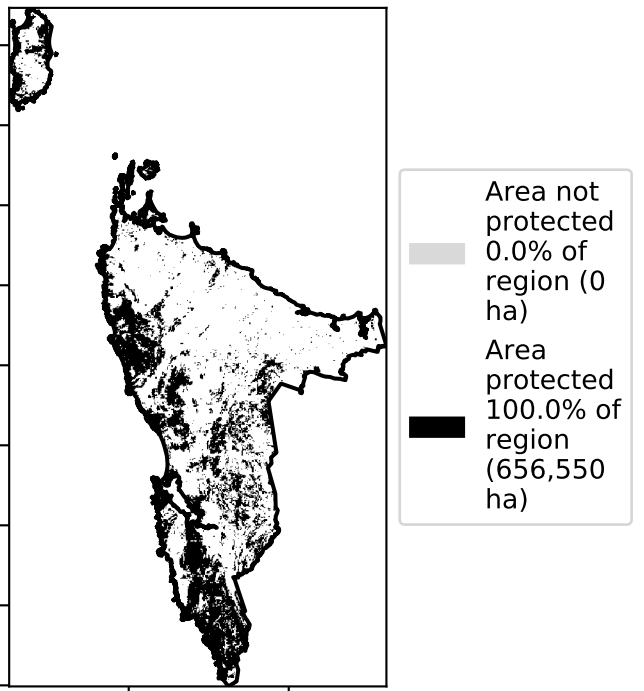 Area not
protected
0.0% of
region (0
ha)
Area
protected
100.0% of
region
(656,550
ha)